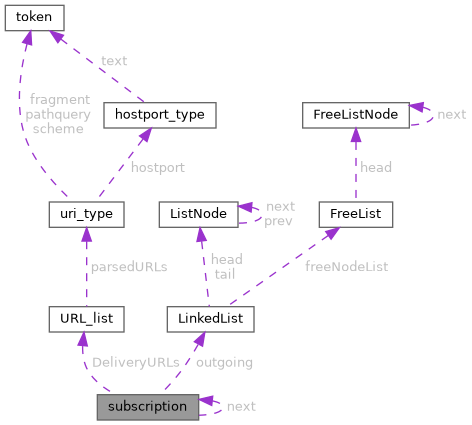 token
text
fragment
pathquery
scheme
hostport_type
FreeListNode
next
hostport
head
uri_type
ListNode
next
prev
FreeList
parsedURLs
head
tail
freeNodeList
URL_list
LinkedList
DeliveryURLs
outgoing
subscription
next